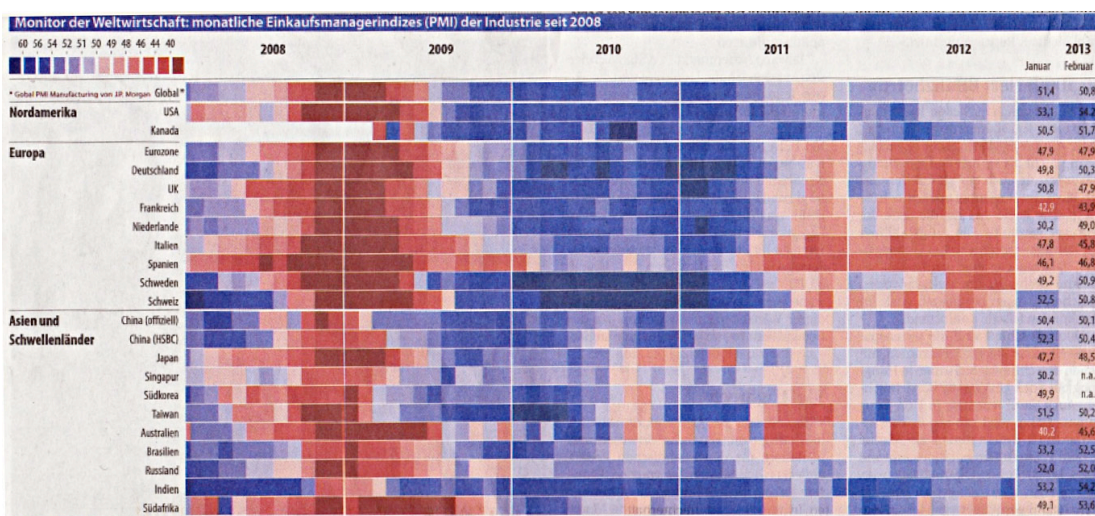 Monitor der Weltwirtschaft: monatliche Einkaufsmanagerindizes (PMI) der Industrie seit 2008
60 56 54 52 51 50 49 48 46 44 40
2008 2009 2010 2011 2012 2013
Januar Februar
* Gobal PMI Manufacturing von J.P. Morgan Global* 51,4 50,8
Nordamerika USA 53,1 54,2
Kanada 50,5 51,7
Europa Eurozone 47,9 47,9
Deutschland 49,8 50,3
UK 50,8 47,9
Frankreich 42,9 43,9
Niederlande 50,2 49,0
Italien 47,8 45,8
Spanien 46,1 46,8
Schweden 49,2 50,9
Schweiz 52,5 50,8
Asien und China (offiziell) 50,4 50,1
Schwellenländer China (HSBC) 52,3 50,4
Japan 47,7 48,5
Singapur 50.2 n.a.
Südkorea 49,9 n.a.
Taiwan 51,5 50,2
Australien 40,2 45,6
Brasilien 53,2 52,5
Russland 52,0 52,0
Indien 53,2 54,2
Südafrika 49,1 53,6